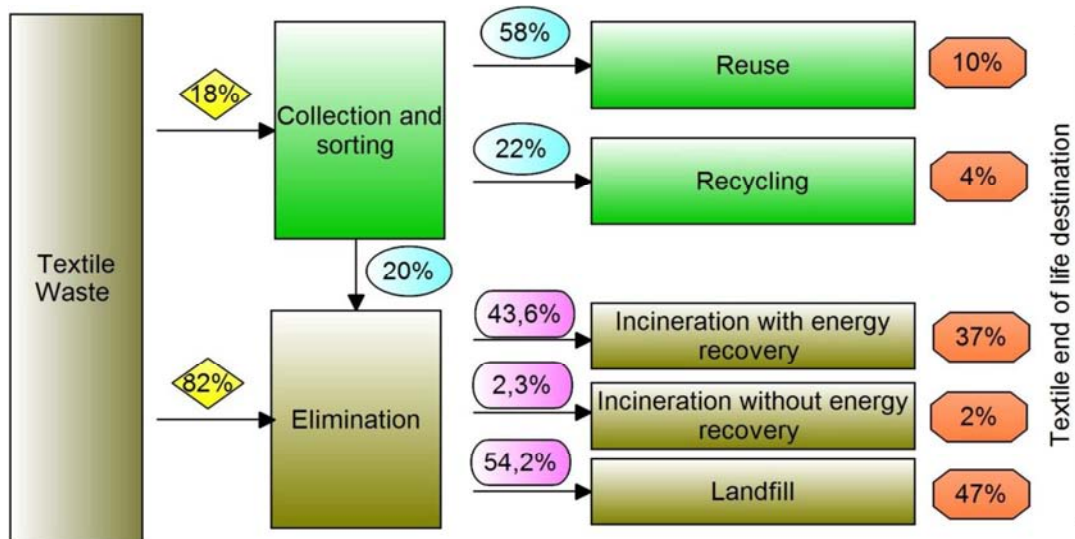 Textile
Waste
18%
82%
Collection and
sorting
20%
Elimination
58%
Reuse
10%
22%
Recycling
4%
43,6%
Incineration with energy
recovery
37%
2,3%
Incineration without energy
recovery
2%
54,2%
Landfill
47%
Textile end of life destination